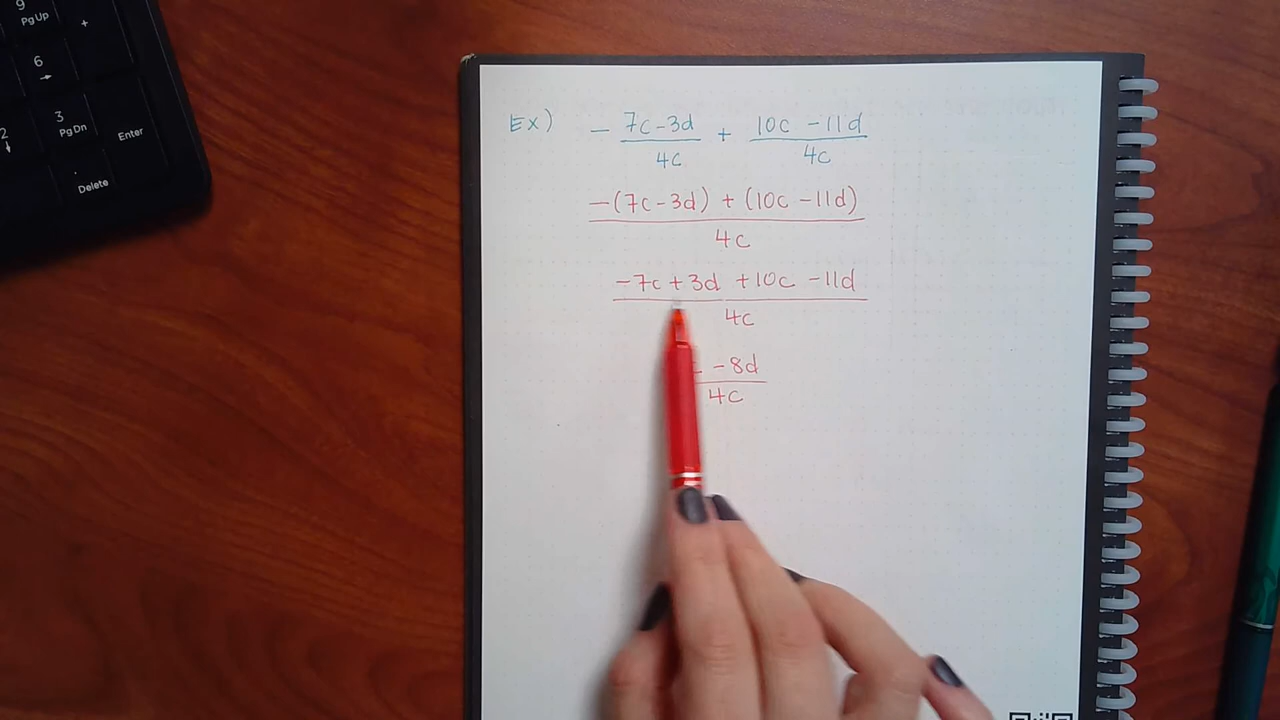 9
PgUp
+
6
3
PgDn
2
Enter
Delete
Ex) - 7c-3d/4c + 10c -11d/4c
-(7c-3d) + (10c -11d)/4c
-7c+3d +10c -11d/4c
-8d/4c